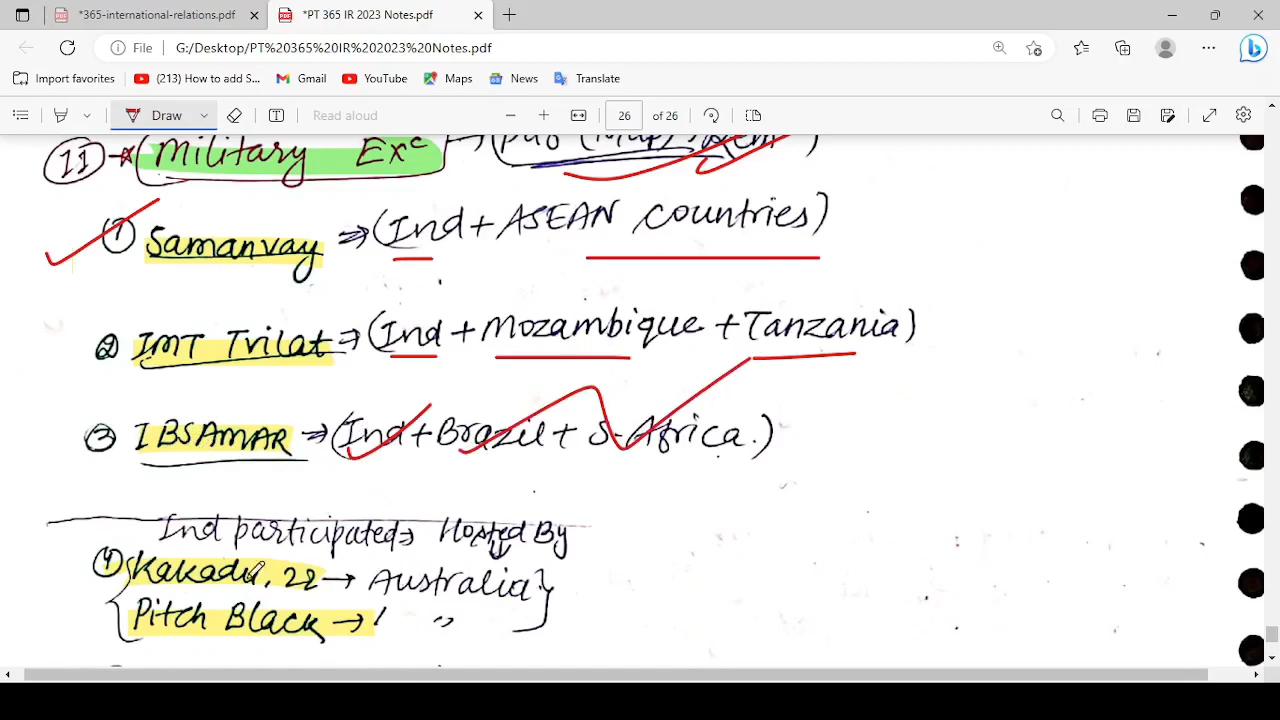 *365-international-relations.pdf
*PT 365 IR 2023 Notes.pdf
File G:/Desktop/PT%20365%20IR%202023%20Notes.pdf
Import favorites (213) How to add S... Gmail YouTube Maps News Translate
Draw Read aloud 26 of 26
11 Military Exc
① Samanvay ⇒ (Ind + ASEAN countries)
② IMT Trilat ⇒ (Ind + Mozambique + Tanzania)
③ IBSAMAR ⇒ (Ind + Brazil + S-Africa.)
Ind participated → Hosted By
④ Kakadu, 22 → Australia
Pitch Black → "